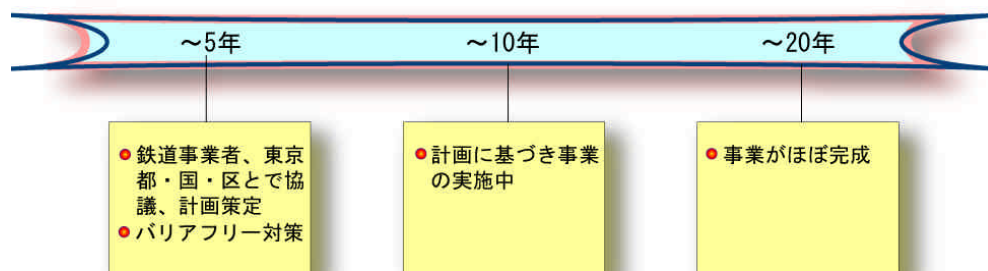 ～5年
～10年
～20年
鉄道事業者、東京
都・国・区とで協
議、計画策定
バリアフリー対策
計画に基づき事業
の実施中
事業がほぼ完成